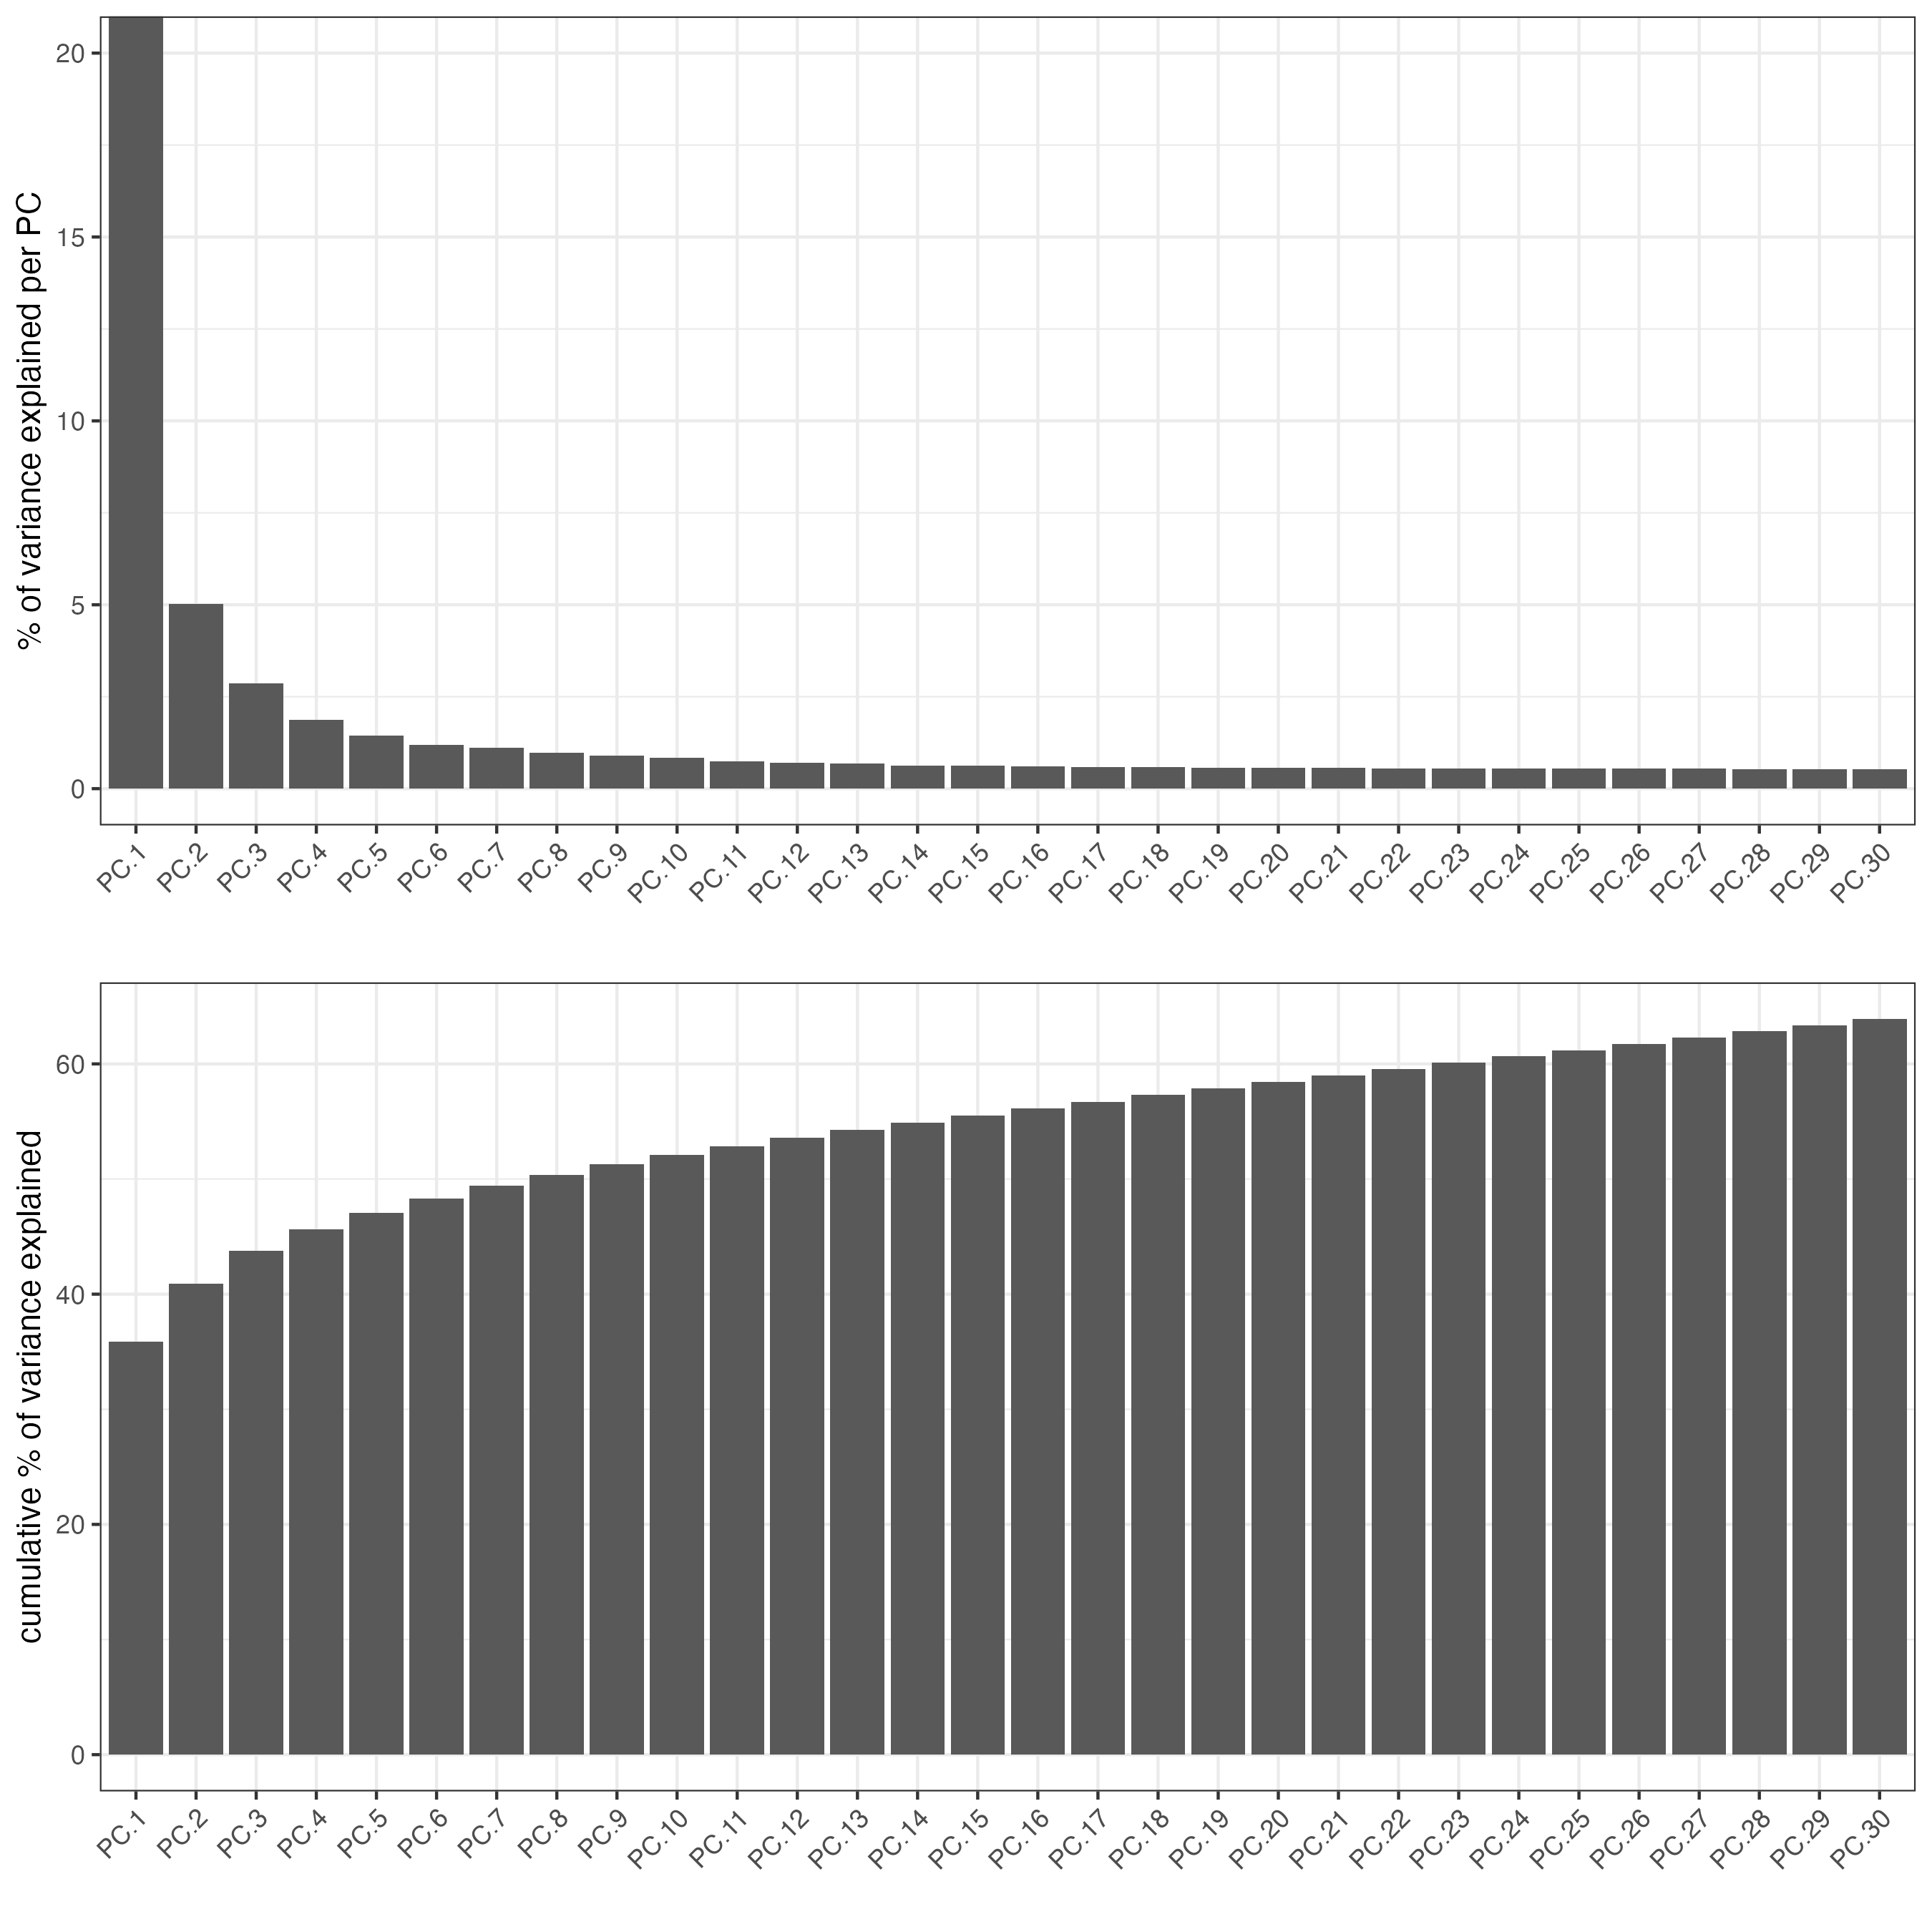 % of variance explained per PC
20
15
10
5
0
PC.1 PC.2 PC.3 PC.4 PC.5 PC.6 PC.7 PC.8 PC.9 PC.10 PC.11 PC.12 PC.13 PC.14 PC.15 PC.16 PC.17 PC.18 PC.19 PC.20 PC.21 PC.22 PC.23 PC.24 PC.25 PC.26 PC.27 PC.28 PC.29 PC.30
cumulative % of variance explained
60
40
20
0
PC.1 PC.2 PC.3 PC.4 PC.5 PC.6 PC.7 PC.8 PC.9 PC.10 PC.11 PC.12 PC.13 PC.14 PC.15 PC.16 PC.17 PC.18 PC.19 PC.20 PC.21 PC.22 PC.23 PC.24 PC.25 PC.26 PC.27 PC.28 PC.29 PC.30